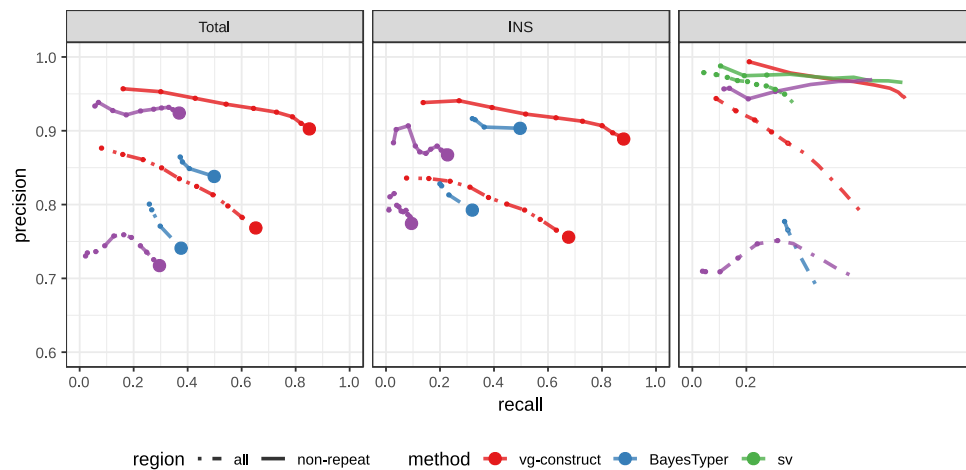 Total INS
precision
1.0
0.9
0.8
0.7
0.6
0.0 0.2 0.4 0.6 0.8 1.0 0.0 0.2 0.4 0.6 0.8 1.0 0.2
recall
region all non-repeat method vg-construct BayesTyper sv